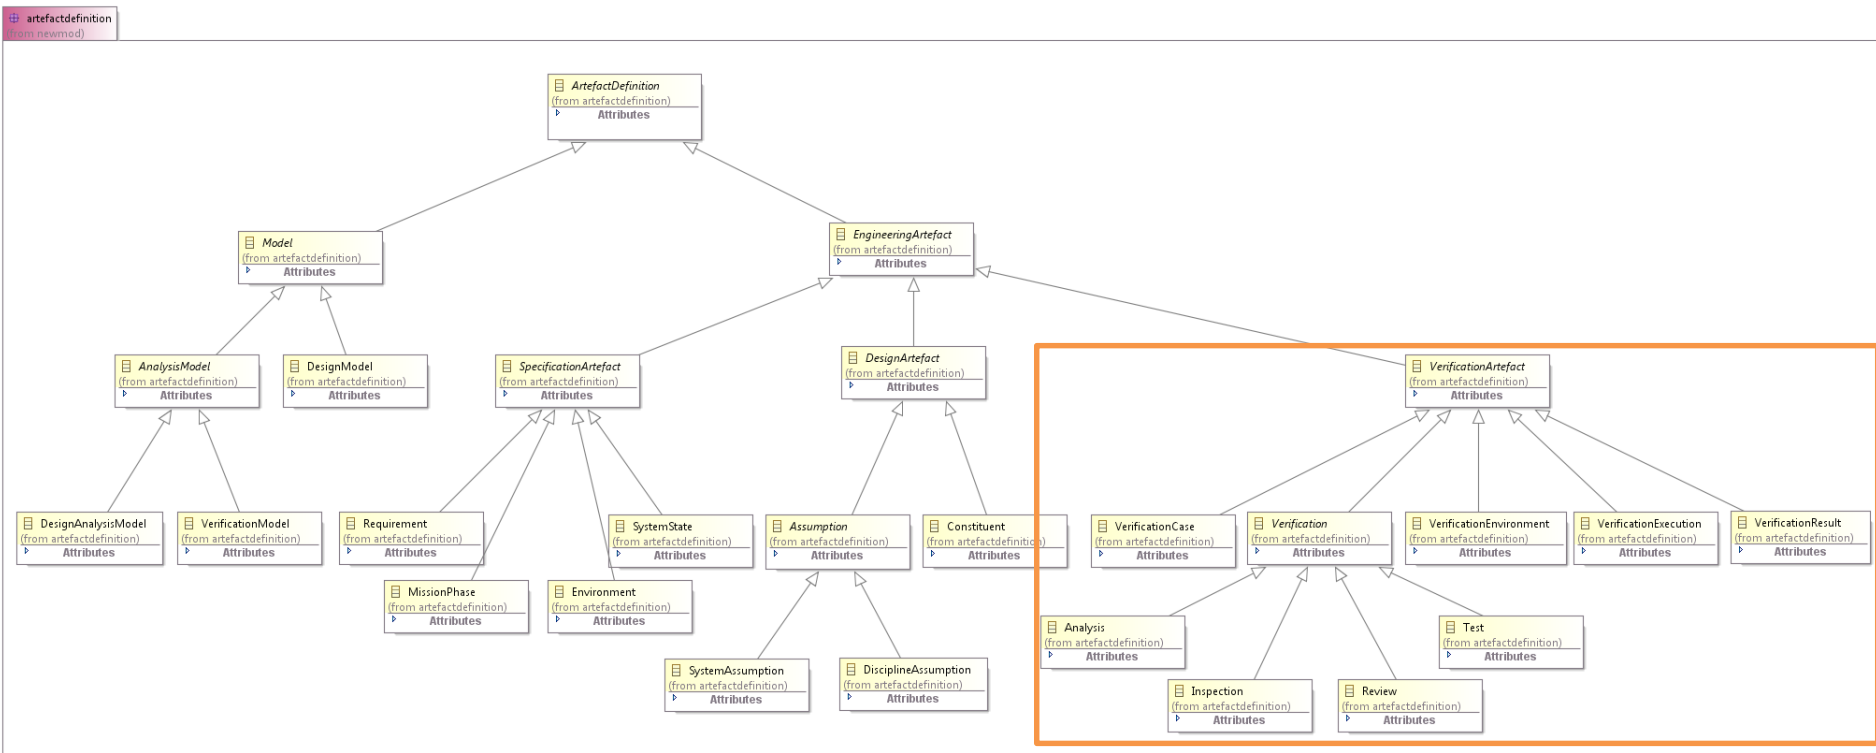 artefactdefinition
(from newmod)
ArtefactDefinition
(from artefactdefinition)
Attributes
Model
(from artefactdefinition)
Attributes
EngineeringArtefact
(from artefactdefinition)
Attributes
AnalysisModel
(from artefactdefinition)
Attributes
DesignModel
(from artefactdefinition)
Attributes
SpecificationArtefact
(from artefactdefinition)
Attributes
DesignArtefact
(from artefactdefinition)
Attributes
VerificationArtefact
(from artefactdefinition)
Attributes
DesignAnalysisModel
(from artefactdefinition)
Attributes
VerificationModel
(from artefactdefinition)
Attributes
Requirement
(from artefactdefinition)
Attributes
SystemState
(from artefactdefinition)
Attributes
Assumption
(from artefactdefinition)
Attributes
Constituent
(from artefactdefinition)
Attributes
VerificationCase
(from artefactdefinition)
Attributes
Verification
(from artefactdefinition)
Attributes
VerificationEnvironment
(from artefactdefinition)
Attributes
VerificationExecution
(from artefactdefinition)
Attributes
VerificationResult
(from artefactdefinition)
Attributes
MissionPhase
(from artefactdefinition)
Attributes
Environment
(from artefactdefinition)
Attributes
Analysis
(from artefactdefinition)
Attributes
Test
(from artefactdefinition)
Attributes
SystemAssumption
(from artefactdefinition)
Attributes
DisciplineAssumption
(from artefactdefinition)
Attributes
Inspection
(from artefactdefinition)
Attributes
Review
(from artefactdefinition)
Attributes